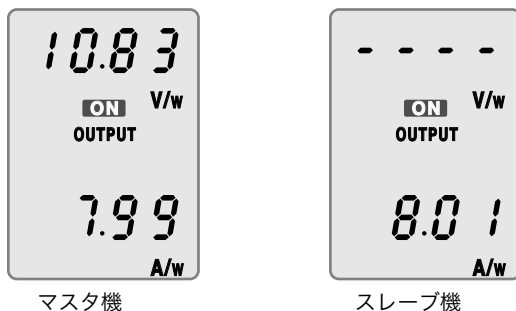 10.83
V/w
ON
OUTPUT
7.99
A/w
マスタ機
- - - -
V/w
ON
OUTPUT
8.01
A/w
スレーブ機